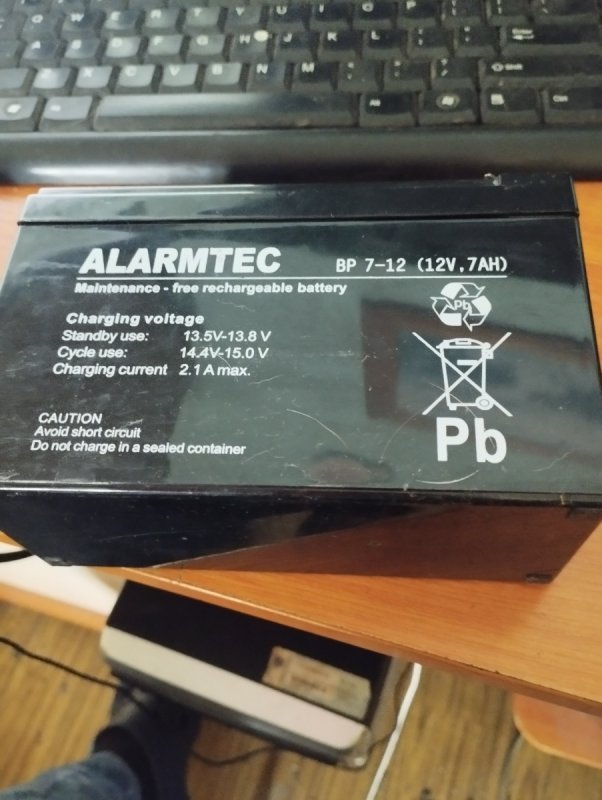 ALARMTEC
BP 7-12 (12V,7AH)
Maintenance - free rechargeable battery
Pb
Charging voltage
Standby use: 13.5V-13.8 V
Cycle use: 14.4V-15.0 V
Charging current 2.1 A max.
CAUTION
Avoid short circuit
Do not charge in a sealed container
Pb